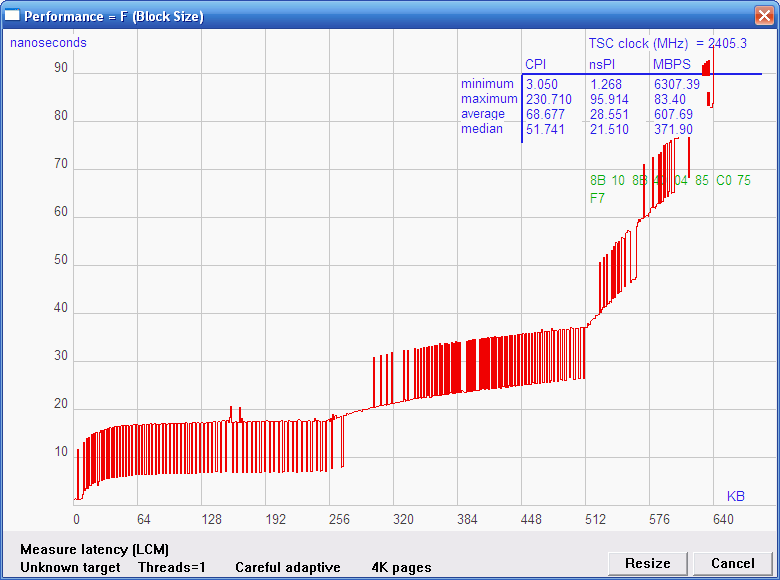 Performance = F (Block Size)
nanoseconds
TSC clock (MHz) = 2405.3
CPI nsPI MBPS
minimum 3.050 1.268 6307.39
maximum 230.710 95.914 83.40
average 68.677 28.551 607.69
median 51.741 21.510 371.90
90
80
70
8B 10 8B 04 85 C0 75
F7
60
50
40
30
20
10
KB
0 64 128 192 256 320 384 448 512 576 640
Measure latency (LCM)
Unknown target Threads=1 Careful adaptive 4K pages
Resize Cancel